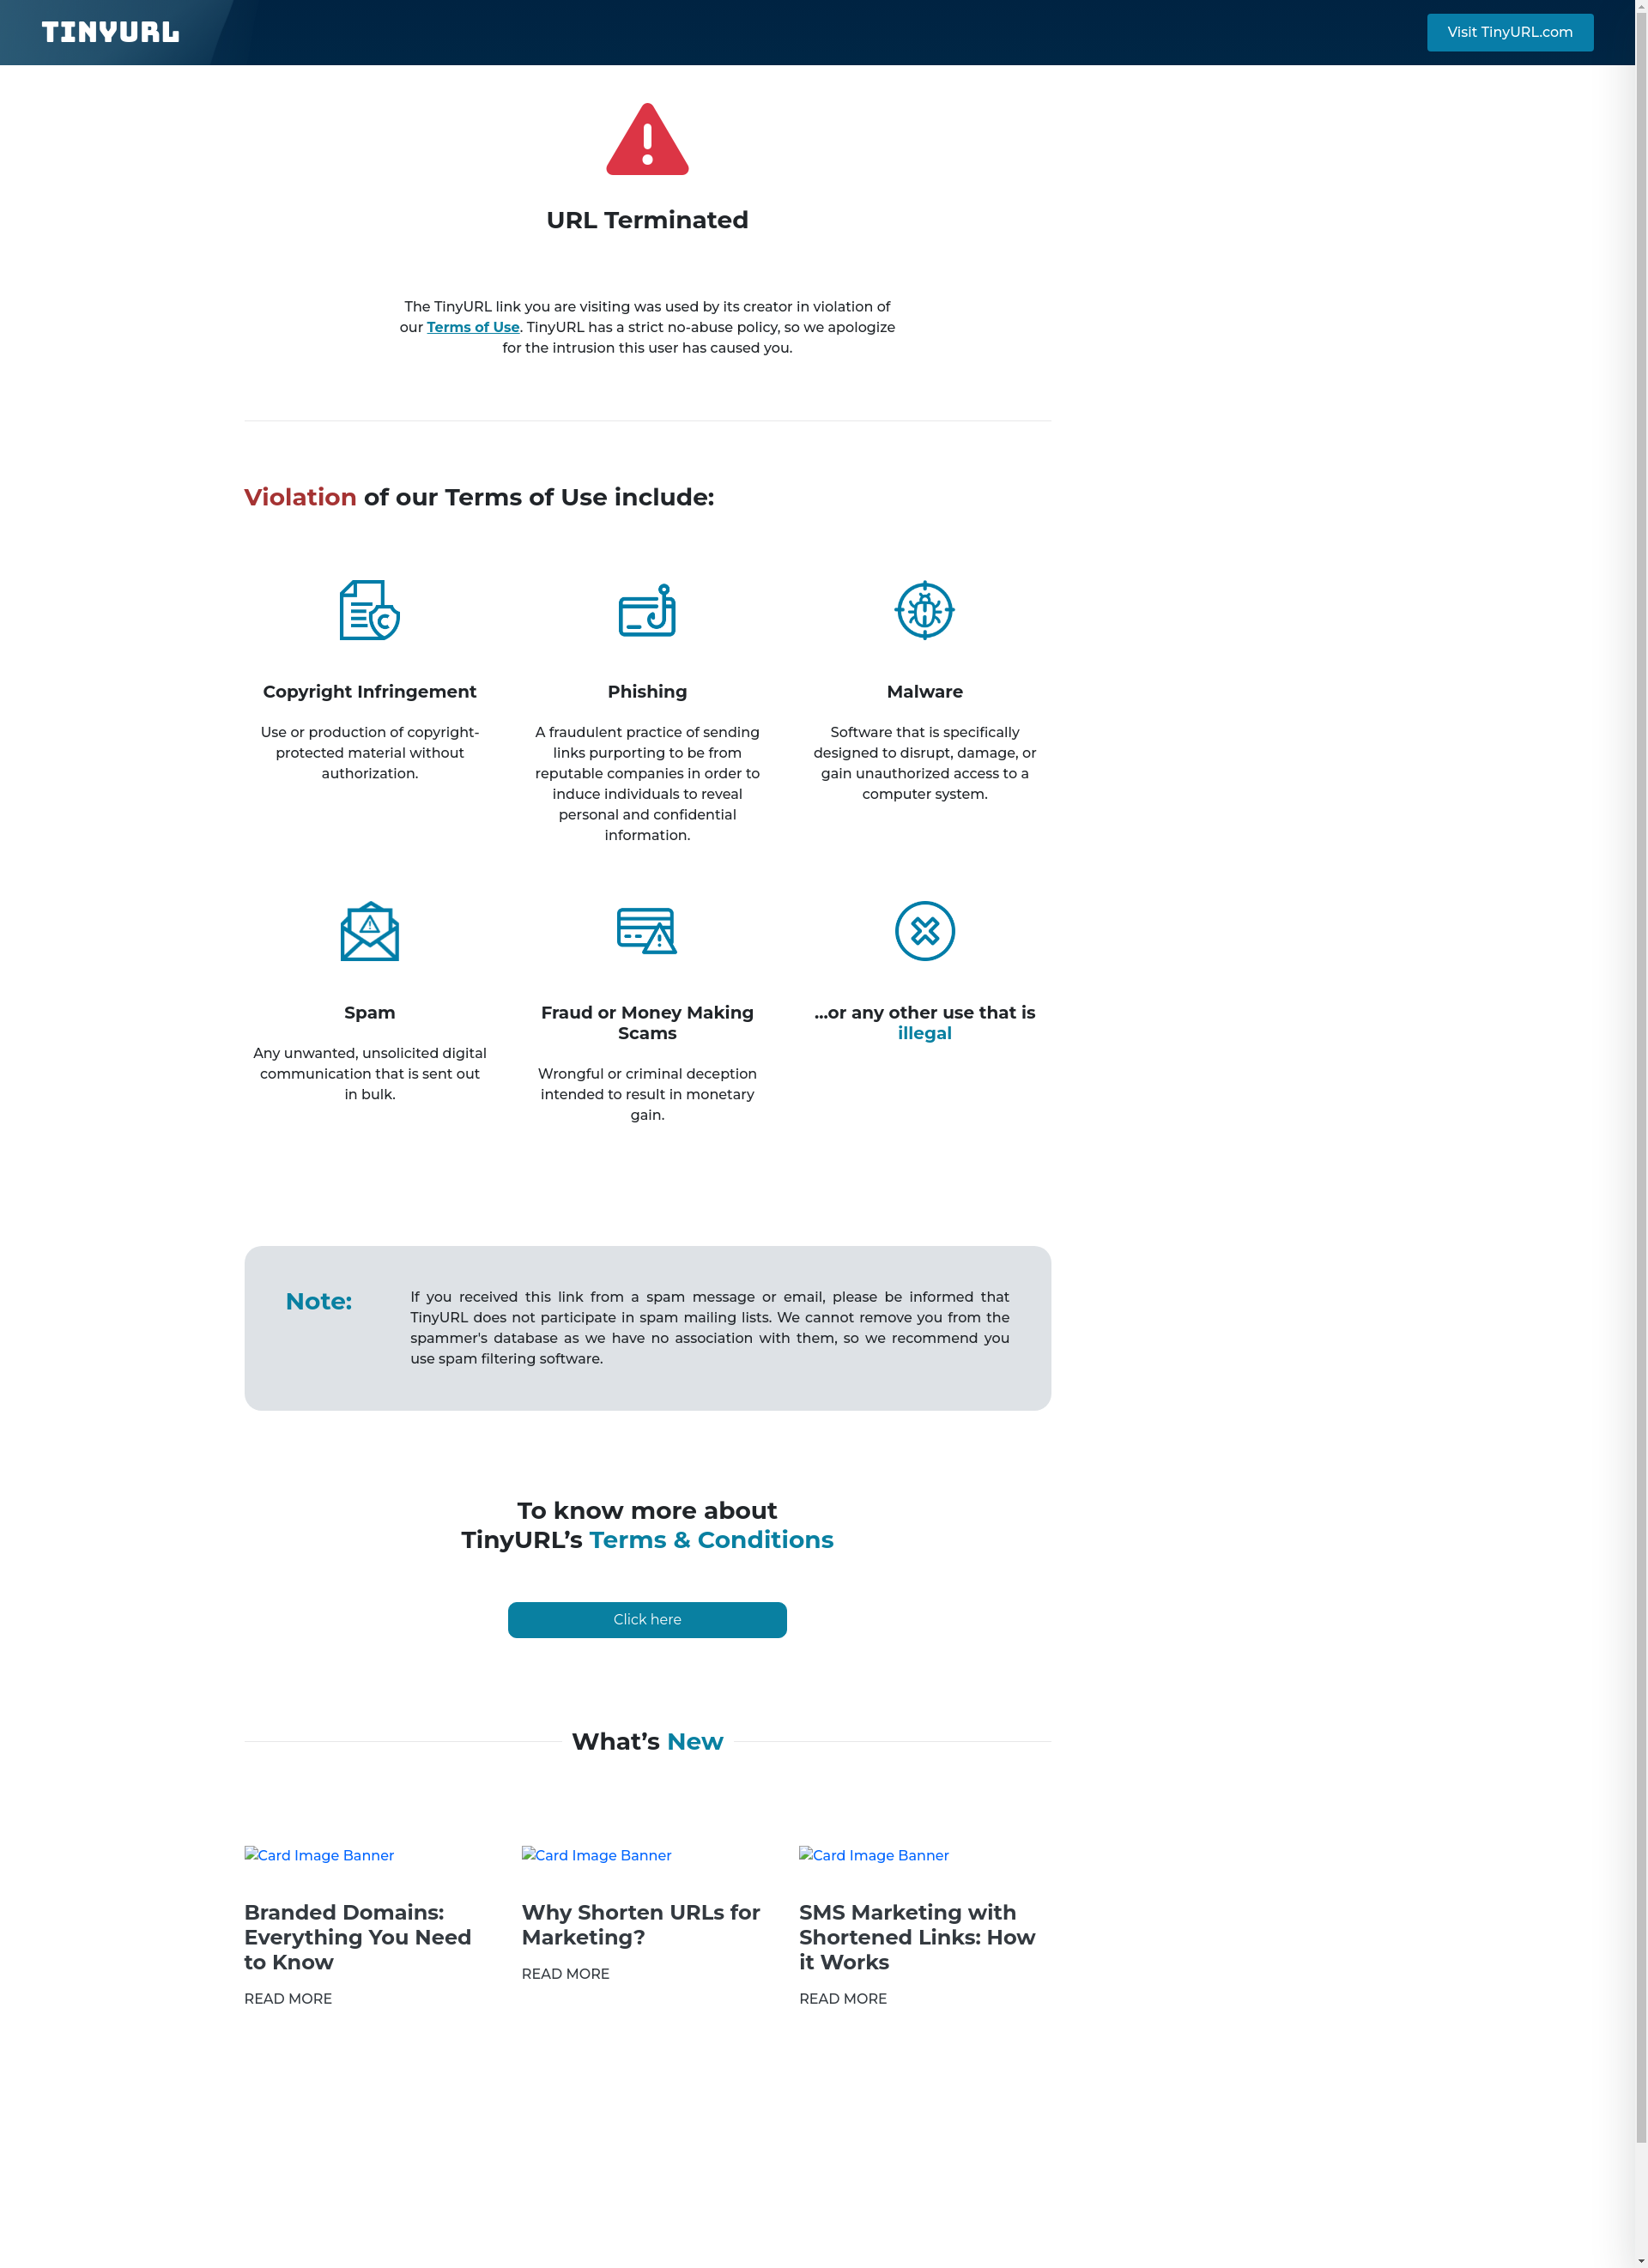 TINYURL
Visit TinyURL.com
URL Terminated
The TinyURL link you are visiting was used by its creator in violation of
our Terms of Use. TinyURL has a strict no-abuse policy, so we apologize
for the intrusion this user has caused you.
Violation of our Terms of Use include:
Copyright Infringement
Use or production of copyright-
protected material without
authorization.
Phishing
A fraudulent practice of sending
links purporting to be from
reputable companies in order to
induce individuals to reveal
personal and confidential
information.
Malware
Software that is specifically
designed to disrupt, damage, or
gain unauthorized access to a
computer system.
Spam
Any unwanted, unsolicited digital
communication that is sent out
in bulk.
Fraud or Money Making
Scams
Wrongful or criminal deception
intended to result in monetary
gain.
...or any other use that is
illegal
Note:
If you received this link from a spam message or email, please be informed that
TinyURL does not participate in spam mailing lists. We cannot remove you from the
spammer's database as we have no association with them, so we recommend you
use spam filtering software.
To know more about
TinyURL’s Terms & Conditions
Click here
What’s New
Card Image Banner
Branded Domains:
Everything You Need
to Know
READ MORE
Card Image Banner
Why Shorten URLs for
Marketing?
READ MORE
Card Image Banner
SMS Marketing with
Shortened Links: How
it Works
READ MORE